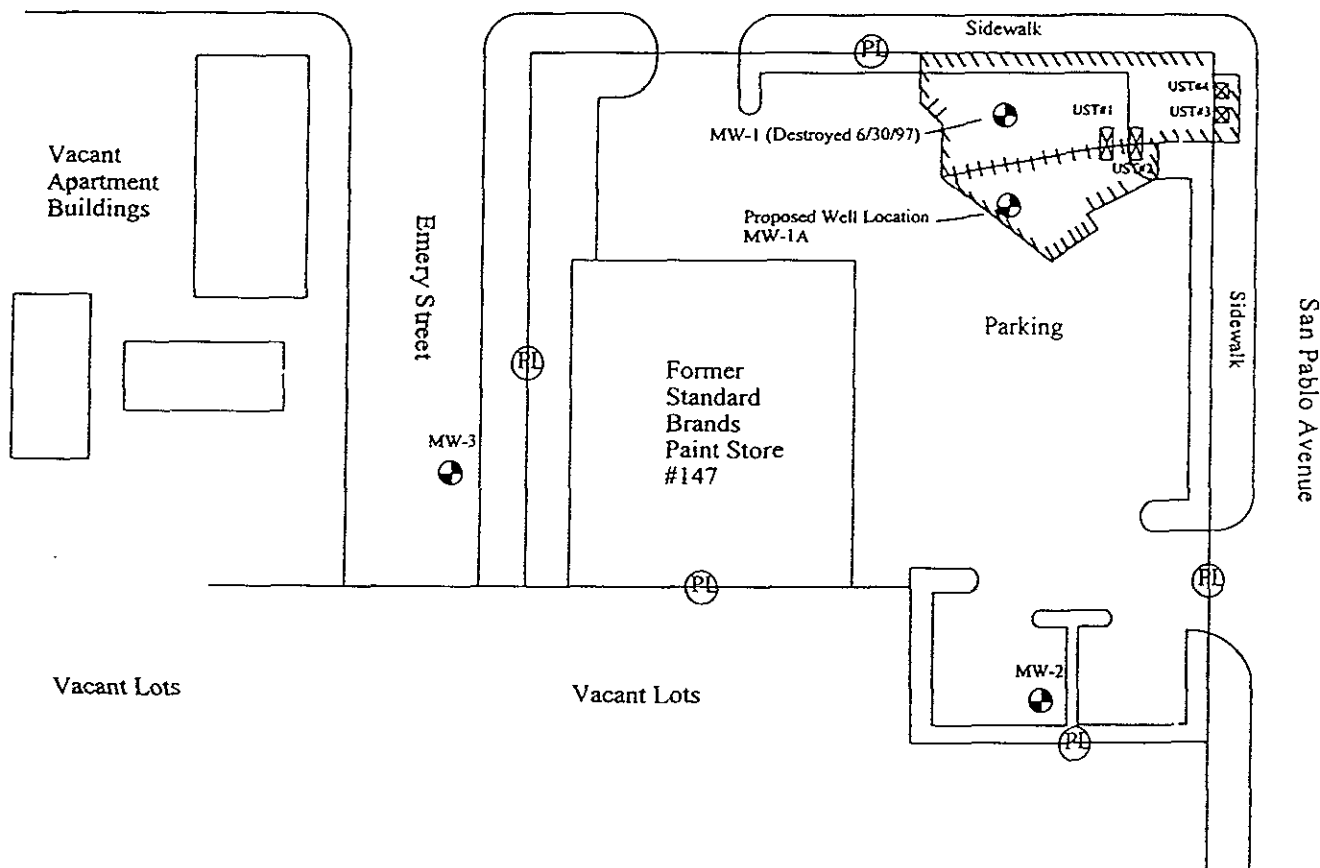 Sidewalk
PL
UST#4
UST#3
UST#1
MW-1 (Destroyed 6/30/97)
UST#2
Vacant
Apartment
Buildings
Proposed Well Location
MW-1A
Emery Street
Parking
Sidewalk
San Pablo Avenue
PL
Former
Standard
Brands
Paint Store
#147
MW-3
PL
PL
MW-2
Vacant Lots
Vacant Lots
PL